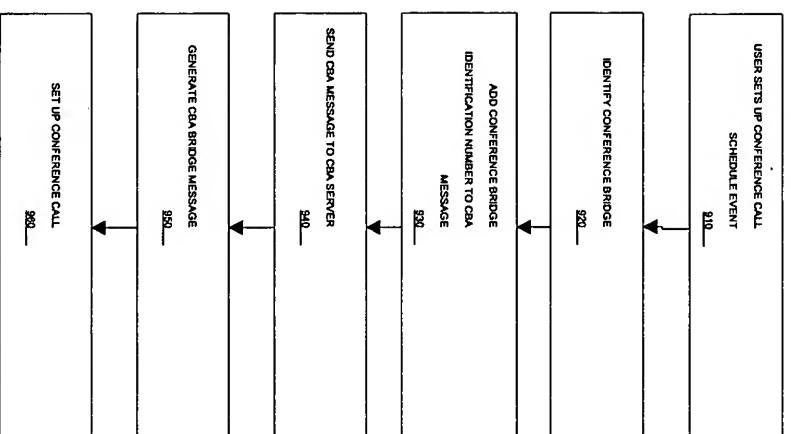 USER SETS UP CONFERENCE CALL
SCHEDULE EVENT
910
IDENTIFY CONFERENCE BRIDGE
920
ADD CONFERENCE BRIDGE
IDENTIFICATION NUMBER TO CBA
MESSAGE
930
SEND CBA MESSAGE TO CBA SERVER
940
GENERATE CBA BRIDGE MESSAGE
950
SET UP CONFERENCE CALL
960